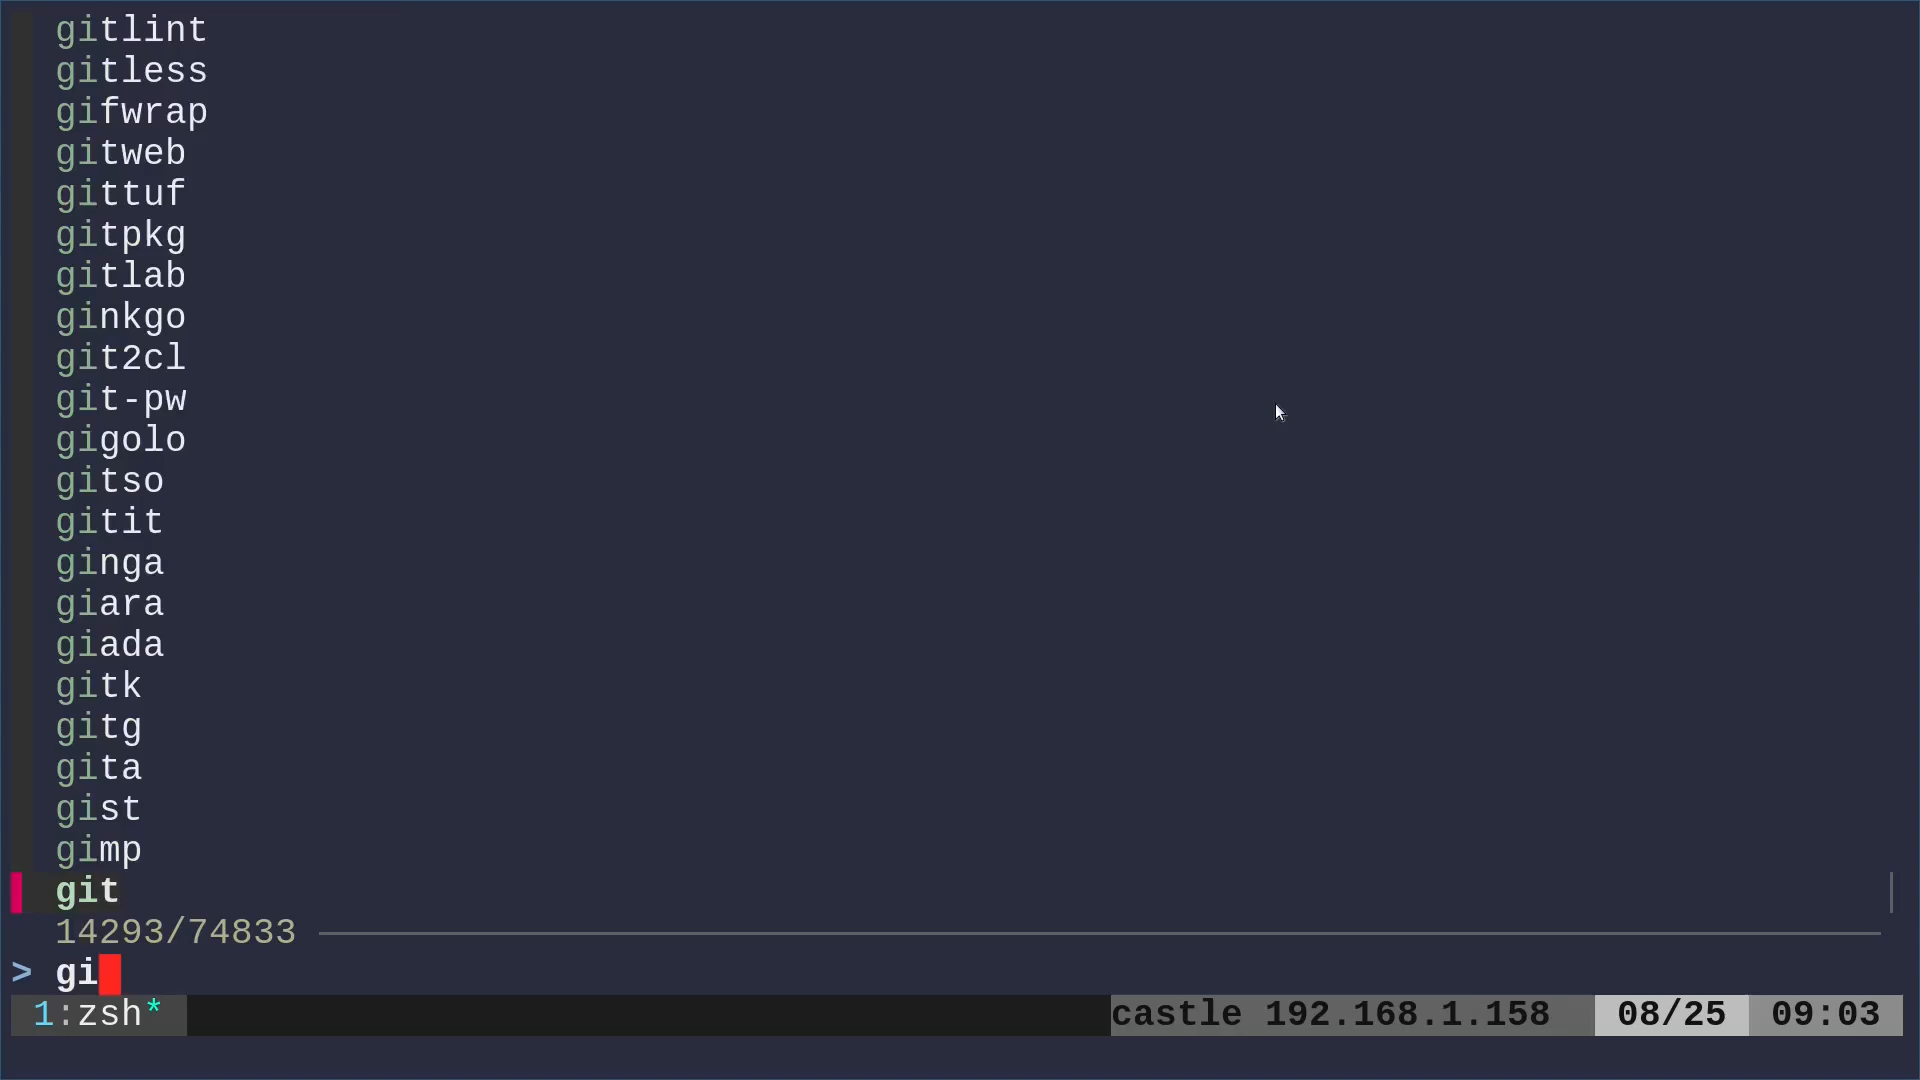 gitlint
gitless
gifwrap
gitweb
gittuf
gitpkg
gitlab
ginkgo
git2cl
git-pw
gigolo
gitso
gitit
ginga
giara
giada
gitk
gitg
gita
gist
gimp
git
14293/74833
> gi
1:zsh* castle 192.168.1.158 08/25 09:03